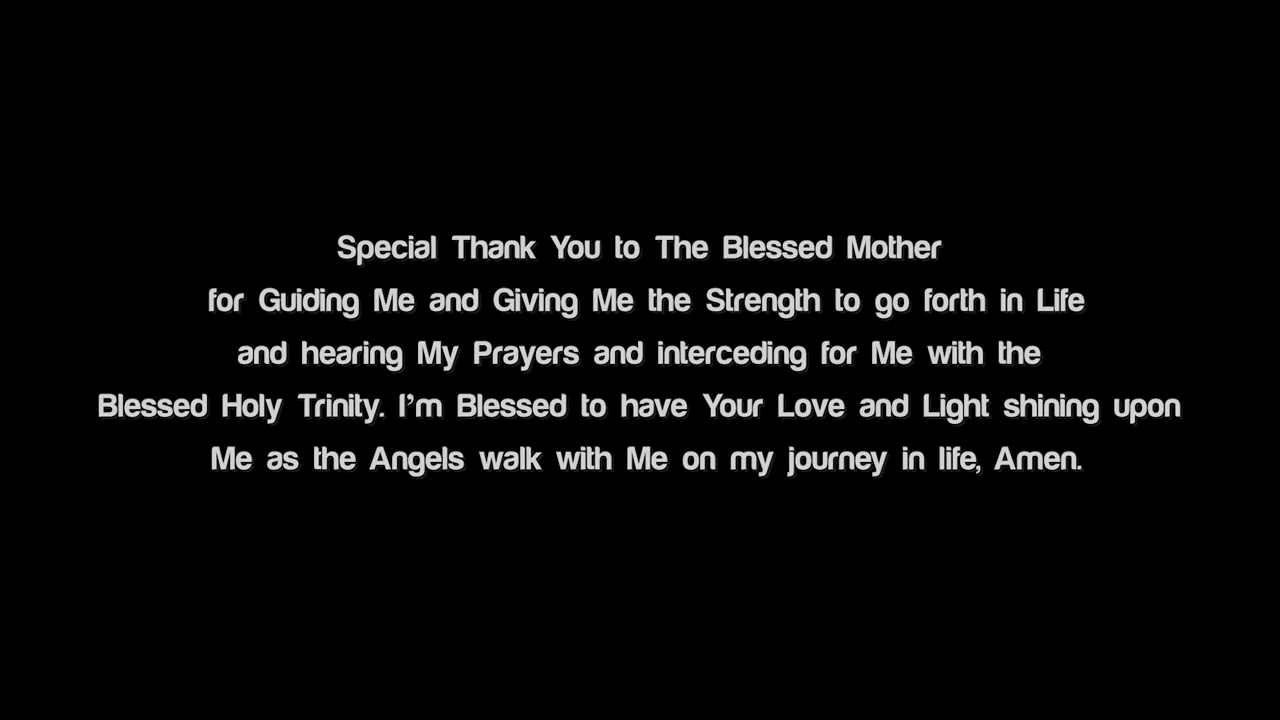 Special Thank You to The Blessed Mother
for Guiding Me and Giving Me the Strength to go forth in Life
and hearing My Prayers and interceding for Me with the
Blessed Holy Trinity. I'm Blessed to have Your Love and Light shining upon
Me as the Angels walk with Me on my journey in life, Amen.